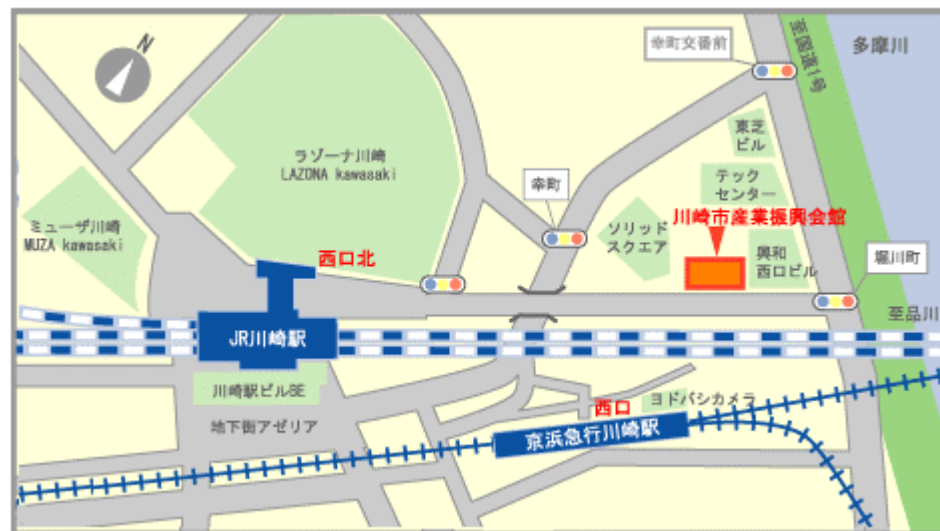 N
幸町交番前
至国道1号
多摩川
東芝
ビル
ラゾーナ川崎
LAZONA kawasaki
テック
センター
幸町
川崎市産業振興会館
ミューザ川崎
MUZA kawasaki
ソリッド
スクエア
興和
西口ビル
堀川町
西口北
至品川
JR川崎駅
川崎駅ビルBE
西口
ヨドバシカメラ
地下街アゼリア
京浜急行川崎駅